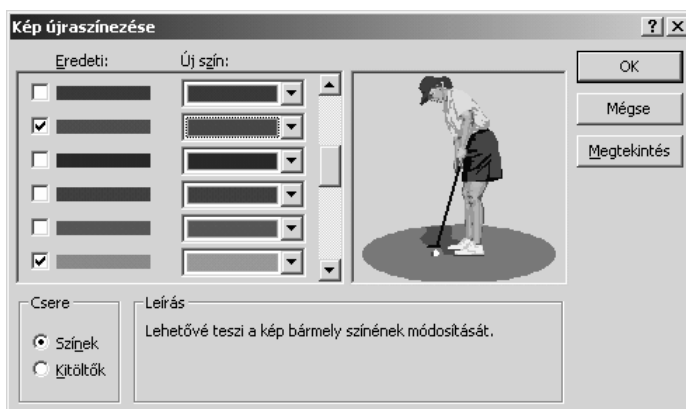 Kép újraszínezése
Eredeti:
Új szín:
OK
Mégse
Megtekintés
Csere
Színek
Kitöltők
Leírás
Lehetővé teszi a kép bármely színének módosítását.